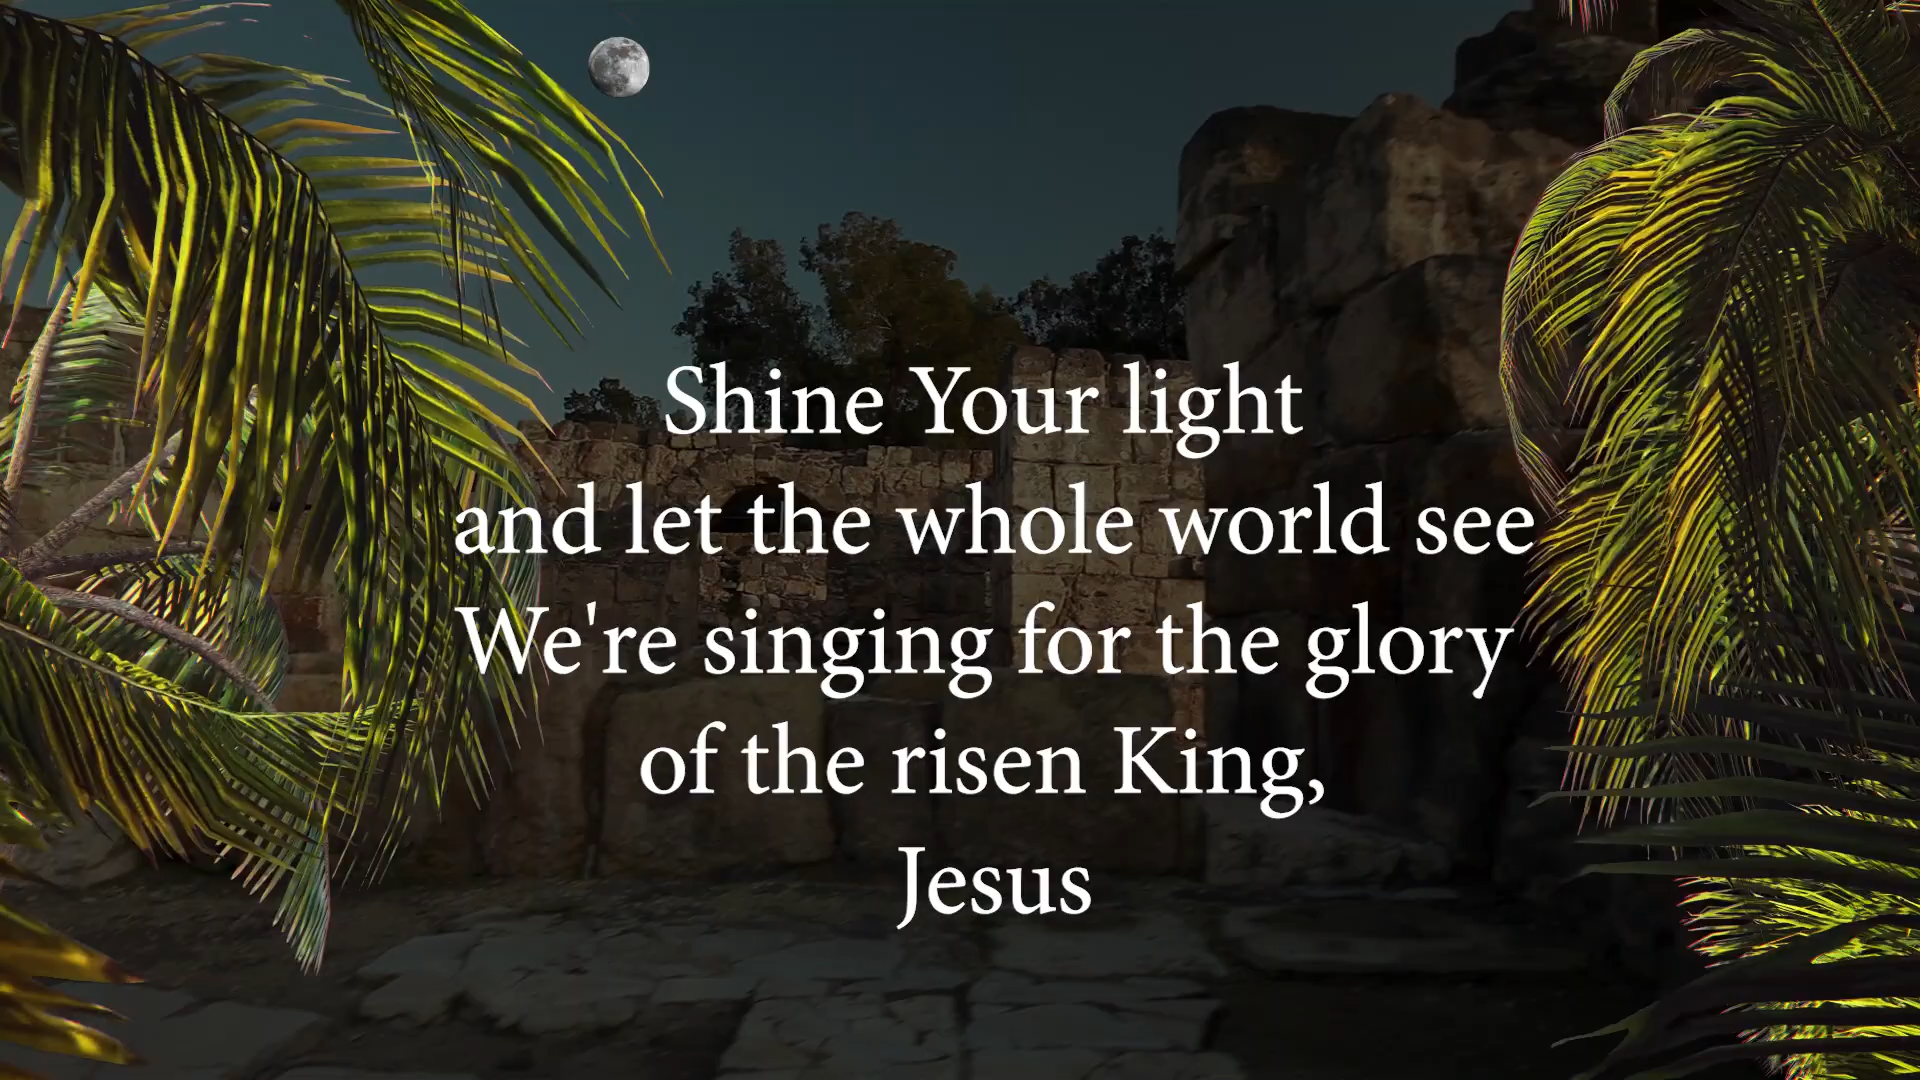 Shine Your light
and let the whole world see
We're singing for the glory
of the risen King,
Jesus